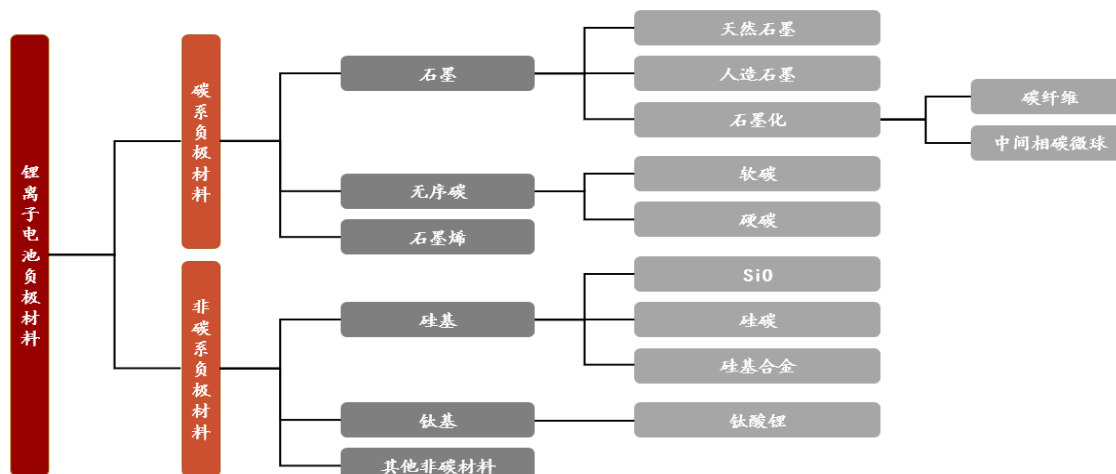 锂离子电池负极材料
碳系负极材料
石墨
天然石墨
人造石墨
石墨化
碳纤维
中间相碳微球
无序碳
软碳
硬碳
石墨烯
非碳系负极材料
硅基
SiO
硅碳
硅基合金
钛基
钛酸锂
其他非碳材料